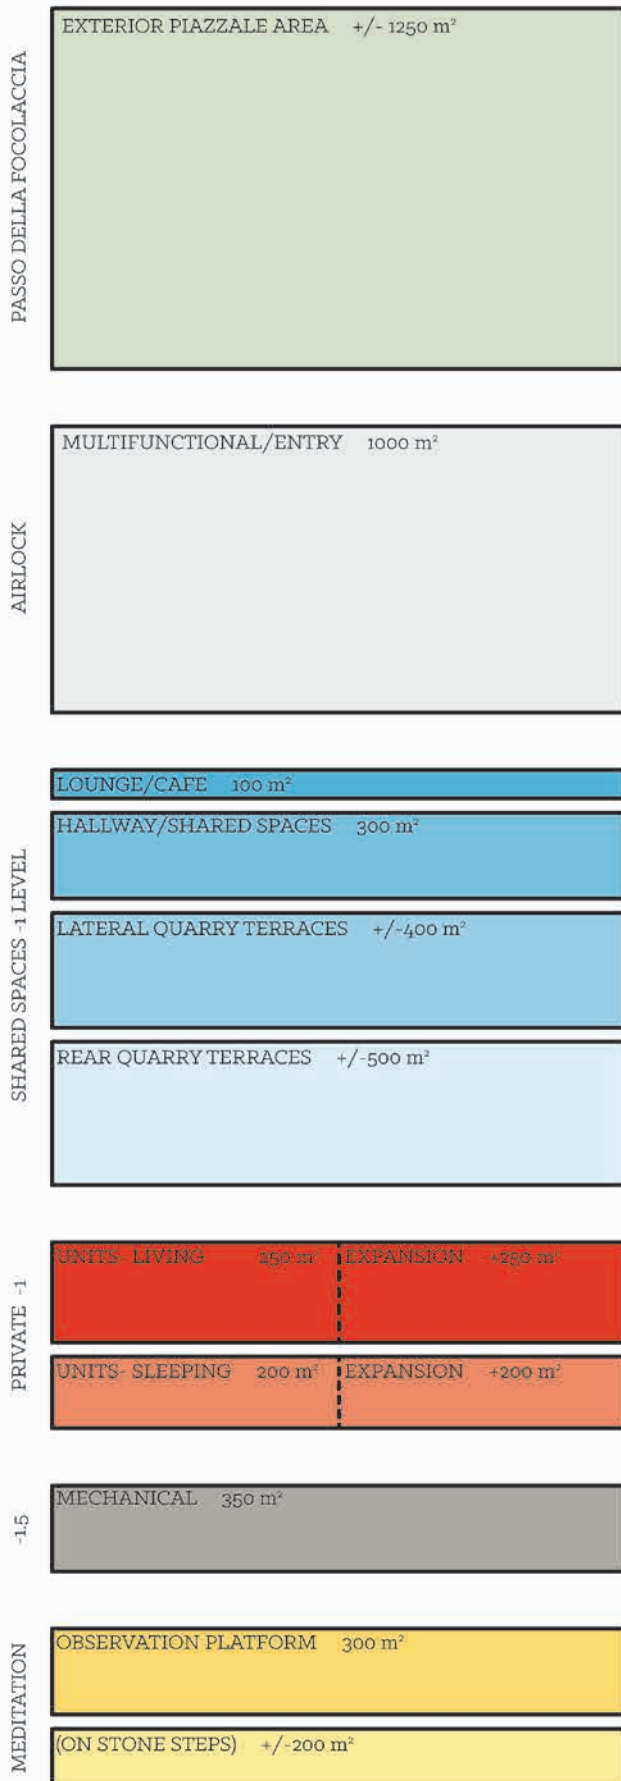 PASSO DELLA FOCOLACCIA
EXTERIOR PIAZZALE AREA +/- 1250 m²
AIRLOCK
MULTIFUNCTIONAL/ENTRY 1000 m²
SHARED SPACES -1 LEVEL
LOUNGE/CAFE 100 m²
HALLWAY/SHARED SPACES 300 m²
LATERAL QUARRY TERRACES +/-400 m²
REAR QUARRY TERRACES +/-500 m²
PRIVATE -1
UNITS- LIVING 250 m² EXPANSION +250 m²
UNITS- SLEEPING 200 m² EXPANSION +200 m²
-1.5
MECHANICAL 350 m²
MEDITATION
OBSERVATION PLATFORM 300 m²
(ON STONE STEPS) +/-200 m²